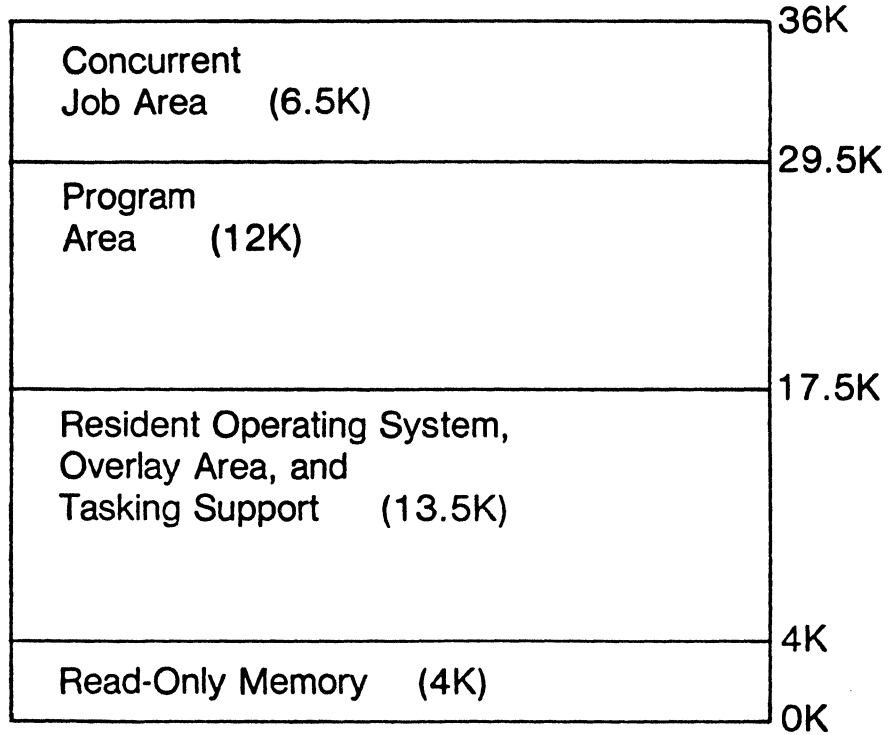 36K
Concurrent
Job Area (6.5K)
29.5K
Program
Area (12K)
17.5K
Resident Operating System,
Overlay Area, and
Tasking Support (13.5K)
4K
Read-Only Memory (4K)
0K